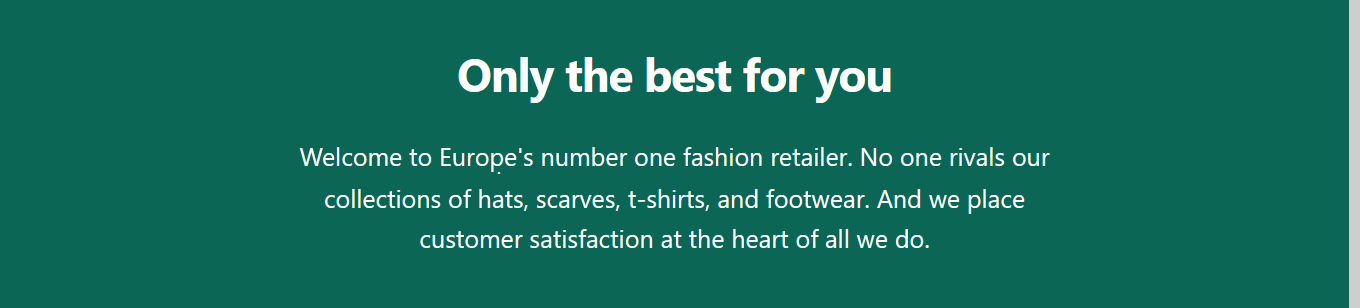 Only the best for you
Welcome to Europe's number one fashion retailer. No one rivals our
collections of hats, scarves, t-shirts, and footwear. And we place
customer satisfaction at the heart of all we do.